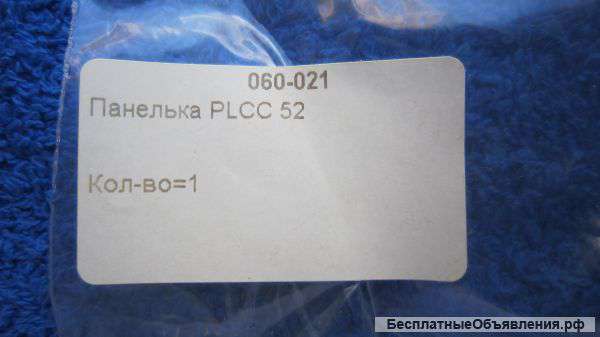 060-021
Панелька PLCC 52
Кол-во=1
БесплатныеОбъявления.рф